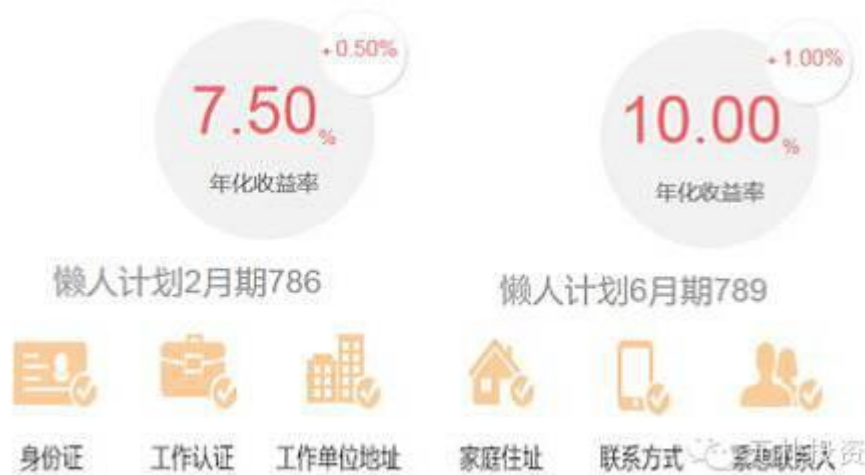 +0.50%
7.50%
年化收益率
懒人计划2月期786
+1.00%
10.00%
年化收益率
懒人计划6月期789
身份证 工作认证 工作单位地址 家庭住址 联系方式 紧急联系人